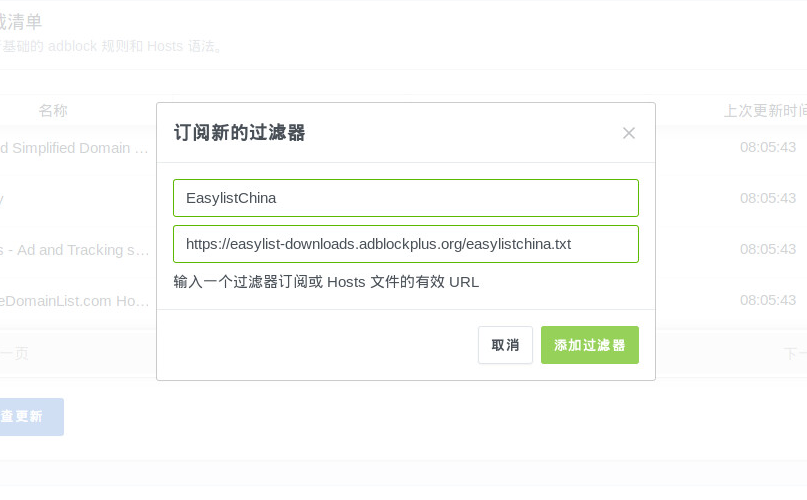 清单
基础的 adblock 规则和 Hosts 语法。
名称
上次更新时间
d Simplified Domain ...
08:05:43
y
08:05:43
s - Ad and Tracking s...
08:05:43
eDomainList.com Ho...
08:05:43
一页
下一
查更新
订阅新的过滤器
EasylistChina
https://easylist-downloads.adblockplus.org/easylistchina.txt
输入一个过滤器订阅或 Hosts 文件的有效 URL
取消
添加过滤器